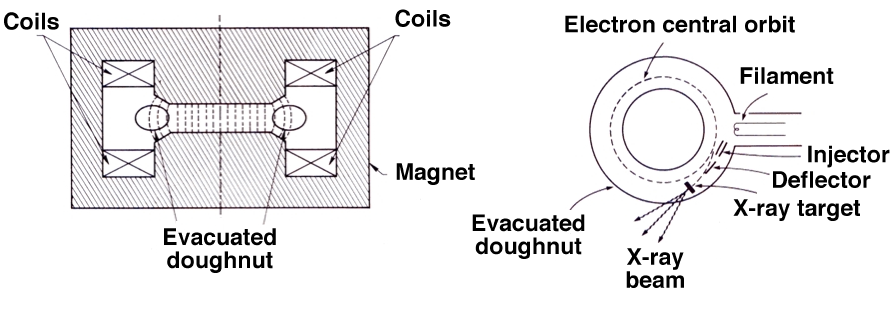 Coils
Coils
Magnet
Evacuated
doughnut
Electron central orbit
Filament
Injector
Deflector
X-ray target
Evacuated
doughnut
X-ray
beam